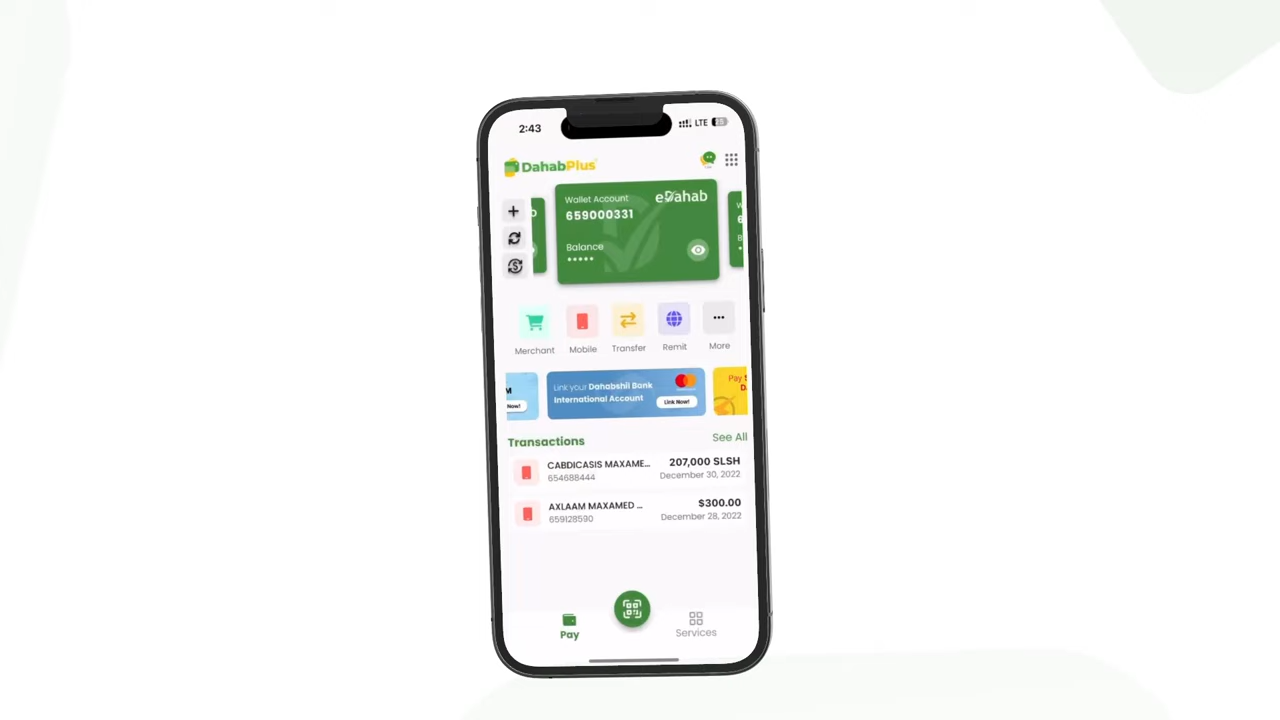 2:43
LTE
DahabPlus
Wallet Account
eDahab
659000331
Balance
*****
Merchant
Mobile
Transfer
Remit
More
M
Now!
Link your Dahabshil Bank
International Account
Link Now!
Pay
Transactions
See All
CABDICASIS MAXAME...
207,000 SLSH
654688444
December 30, 2022
AXLAAM MAXAMED ...
$300.00
659128590
December 28, 2022
Pay
Services